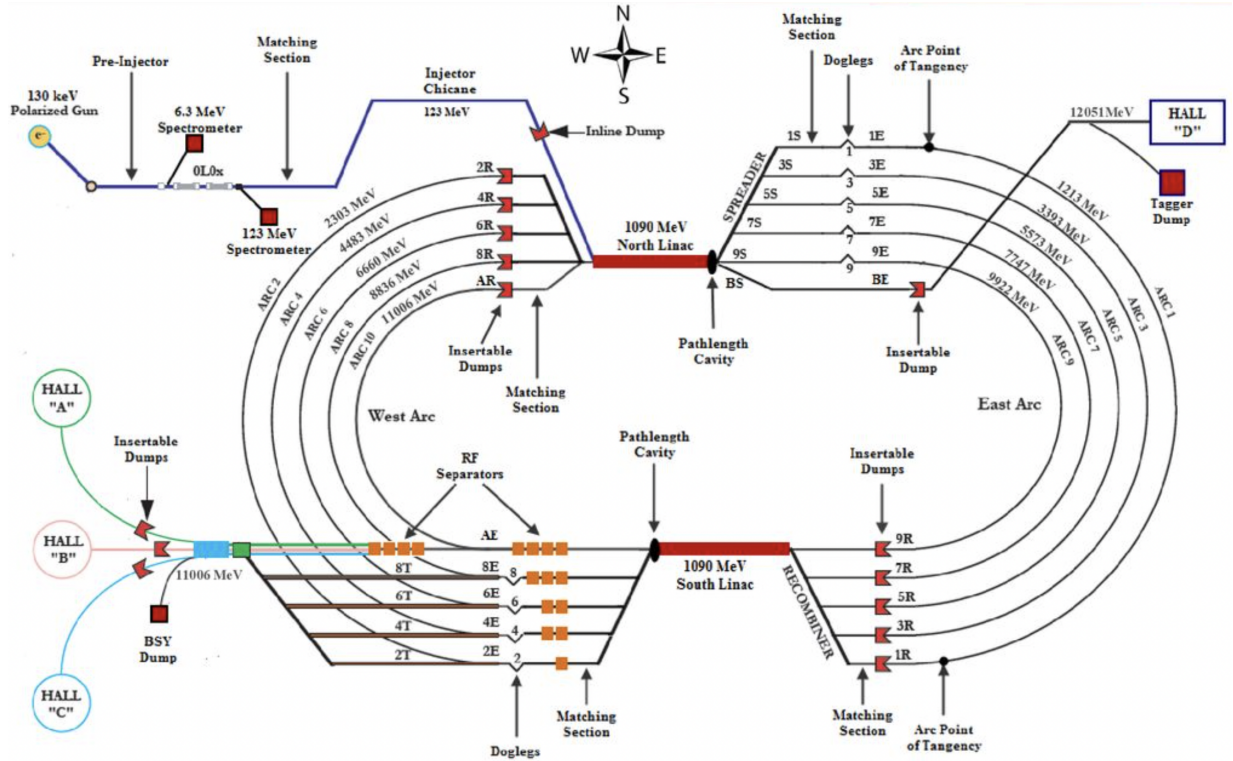 N
W
E
S
Pre-Injector
Matching
Section
130 keV
Polarized Gun
e-
6.3 MeV
Spectrometer
0L0x
123 MeV
Spectrometer
Injector
Chicane
123 MeV
Inline Dump
Matching
Section
Doglegs
Arc Point
of Tangency
12051MeV
HALL
"D"
Tagger
Dump
1S
1
1E
3S
3
3E
5S
5
5E
7S
7
7E
9S
9
9E
BS
BE
SPREADER
1213 MeV
3393 MeV
5573 MeV
7747 MeV
9922 MeV
ARC 1
ARC 3
ARC 5
ARC 7
ARC 9
2R
4R
6R
8R
AR
2303 MeV
4483 MeV
6660 MeV
8836 MeV
11006 MeV
ARC 2
ARC 4
ARC 6
ARC 8
ARC 10
1090 MeV
North Linac
Insertable
Dumps
Matching
Section
Pathlength
Cavity
Insertable
Dump
West Arc
East Arc
HALL
"A"
Insertable
Dumps
RF
Separators
Pathlength
Cavity
Insertable
Dumps
HALL
"B"
11006 MeV
BSY
Dump
HALL
"C"
AE
8T
8E
8
6T
6E
6
4T
4E
4
2T
2E
2
1090 MeV
South Linac
RECOMBINER
9R
7R
5R
3R
1R
Matching
Section
Doglegs
Matching
Section
Arc Point
of Tangency